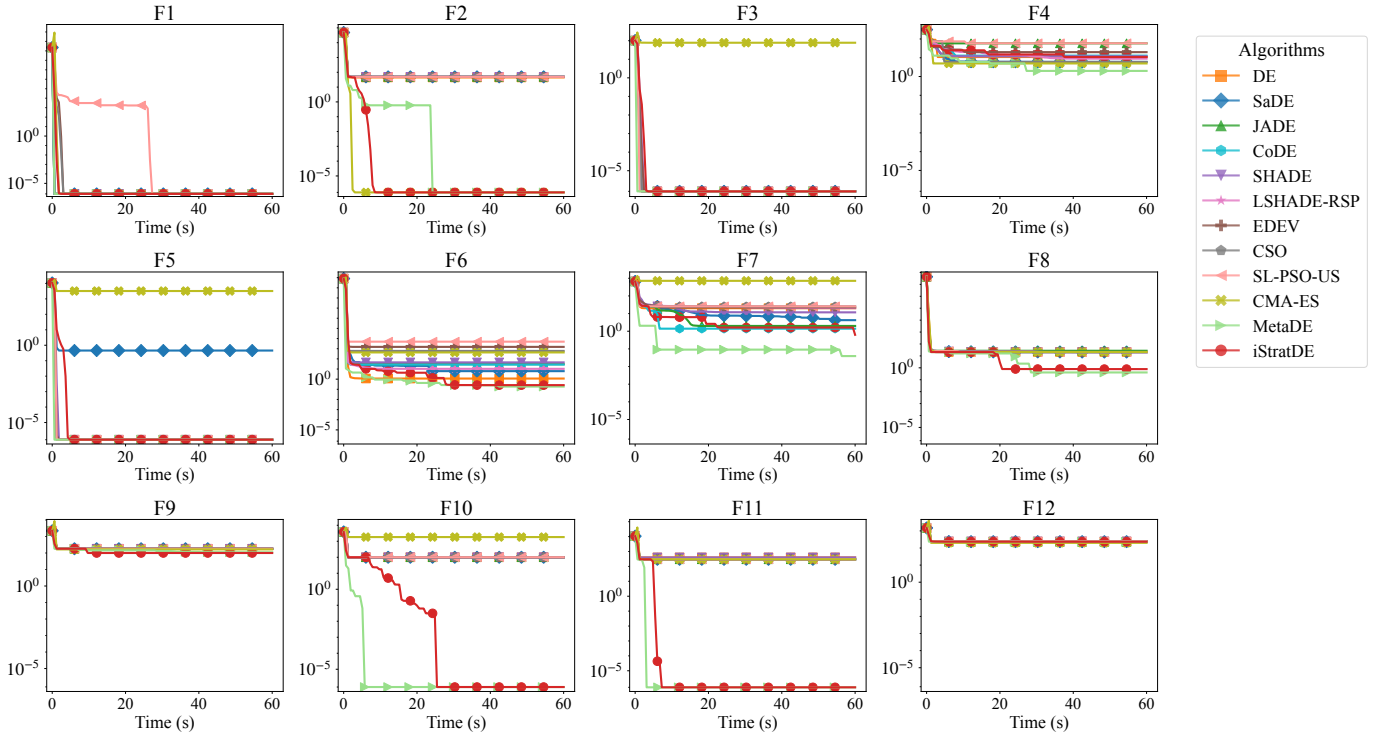 F1
F2
F3
F4
10^0
10^-5
0 20 40 60
Time (s)
10^0
10^-5
0 20 40 60
Time (s)
10^0
10^-5
0 20 40 60
Time (s)
10^0
10^-5
0 20 40 60
Time (s)
Algorithms
DE
SaDE
JADE
CoDE
SHADE
LSHADE-RSP
EDEV
CSO
SL-PSO-US
CMA-ES
MetaDE
iStratDE
F5
F6
F7
F8
10^0
10^-5
0 20 40 60
Time (s)
10^0
10^-5
0 20 40 60
Time (s)
10^0
10^-5
0 20 40 60
Time (s)
10^0
10^-5
0 20 40 60
Time (s)
F9
F10
F11
F12
10^0
10^-5
0 20 40 60
Time (s)
10^0
10^-5
0 20 40 60
Time (s)
10^0
10^-5
0 20 40 60
Time (s)
10^0
10^-5
0 20 40 60
Time (s)